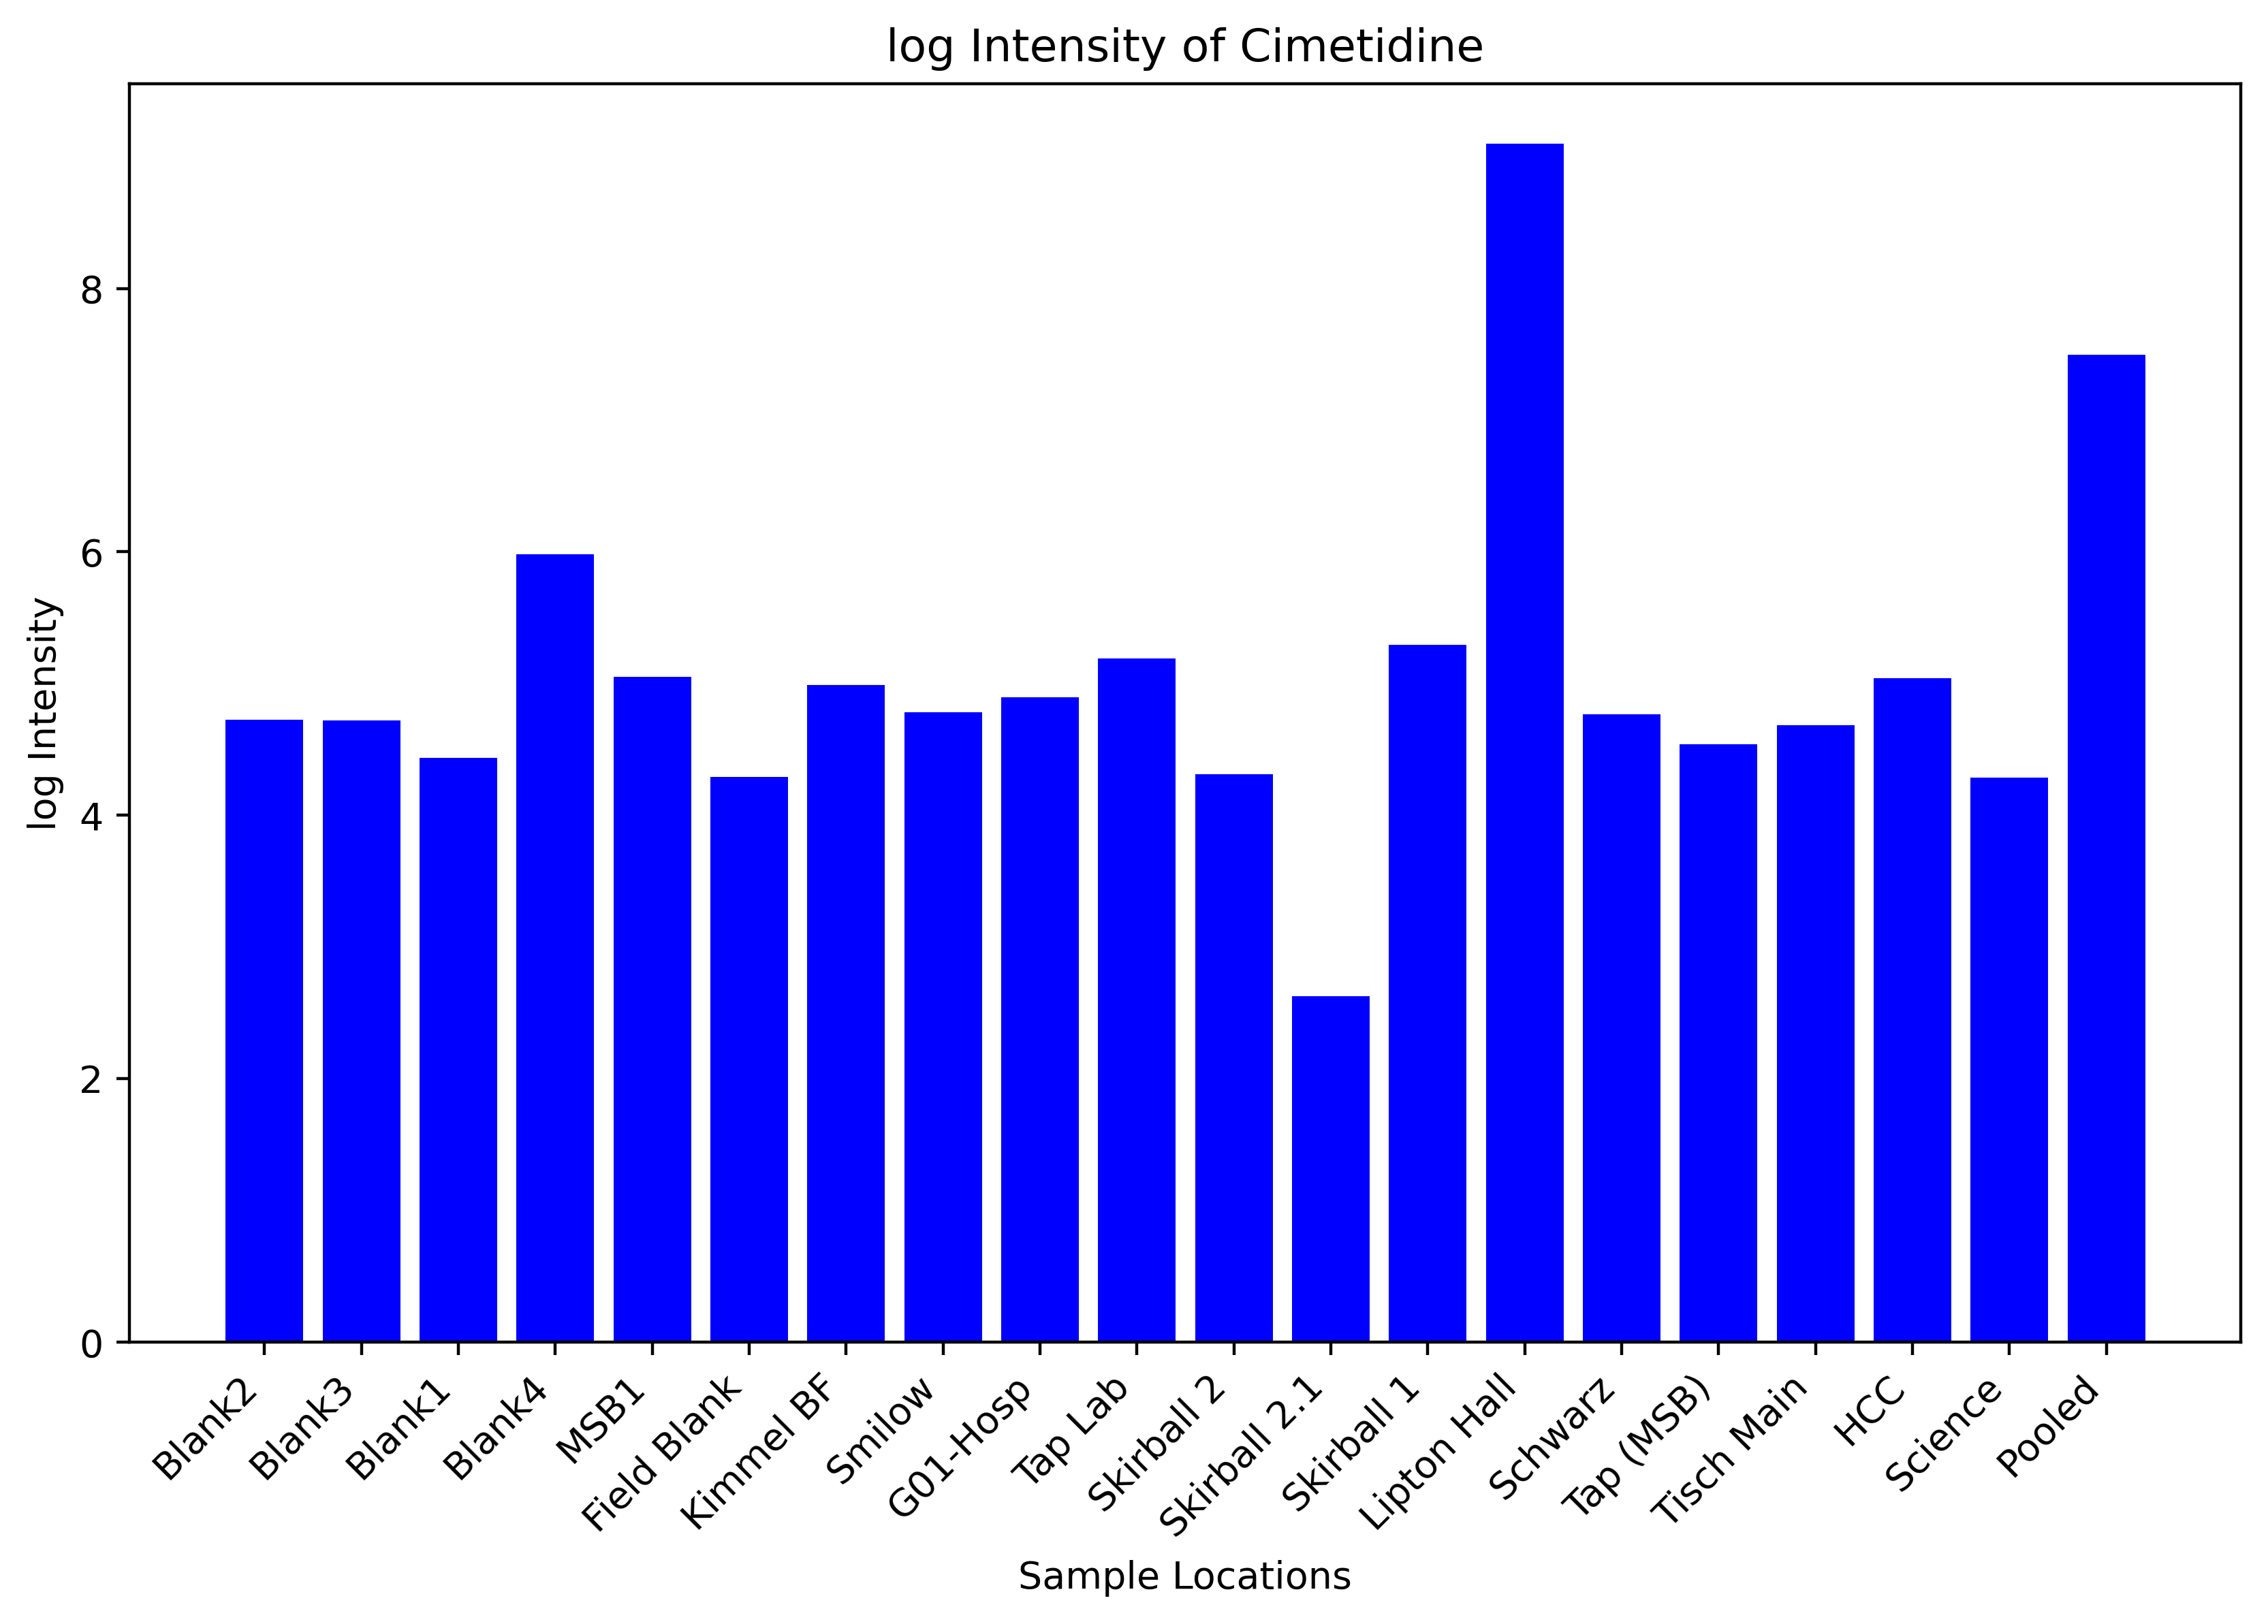 log Intensity of Cimetidine
log Intensity
8
6
4
2
0
Blank2
Blank3
Blank1
Blank4
MSB1
Field Blank
Kimmel BF
Smilow
G01-Hosp
Tap Lab
Skirball 2
Skirball 2.1
Skirball 1
Lipton Hall
Schwarz
Tap (MSB)
Tisch Main
HCC
Science
Pooled
Sample Locations